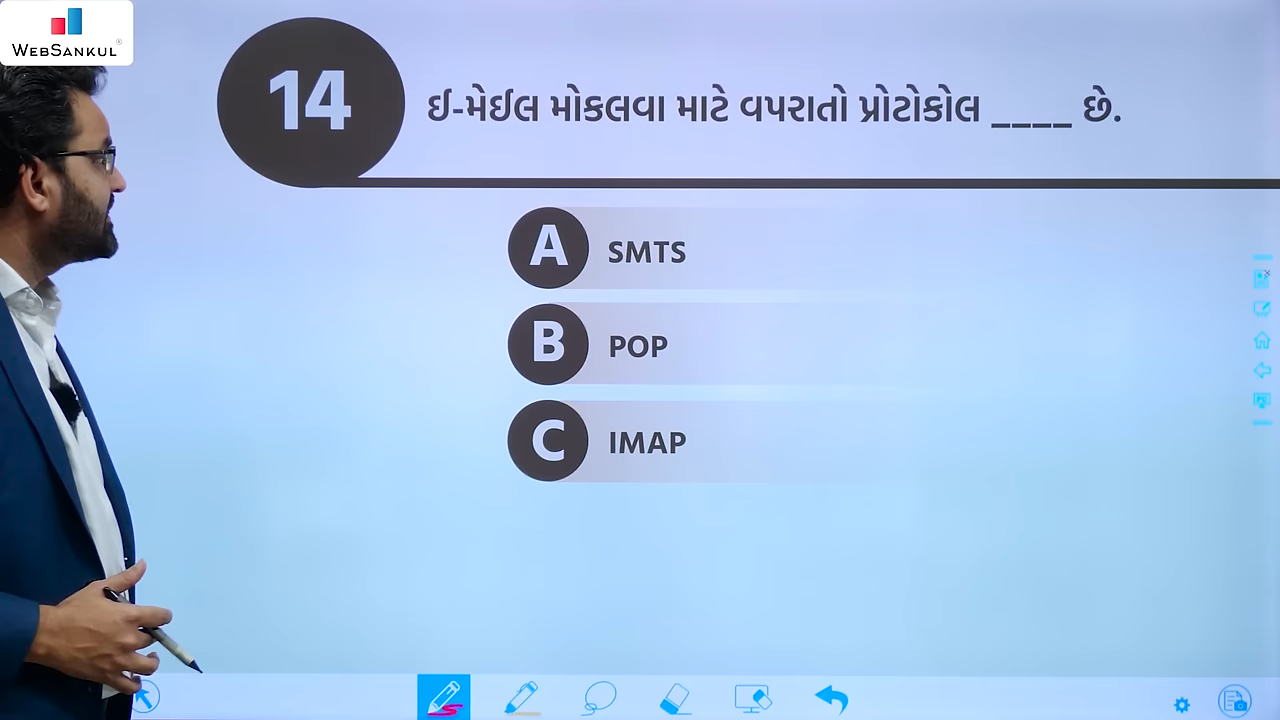 WEBSANKUL
14
ઈ-મેઈલ મોકલવા માટે વપરાતો પ્રોટોકોલ ____ છે.
A SMTS
B POP
C IMAP